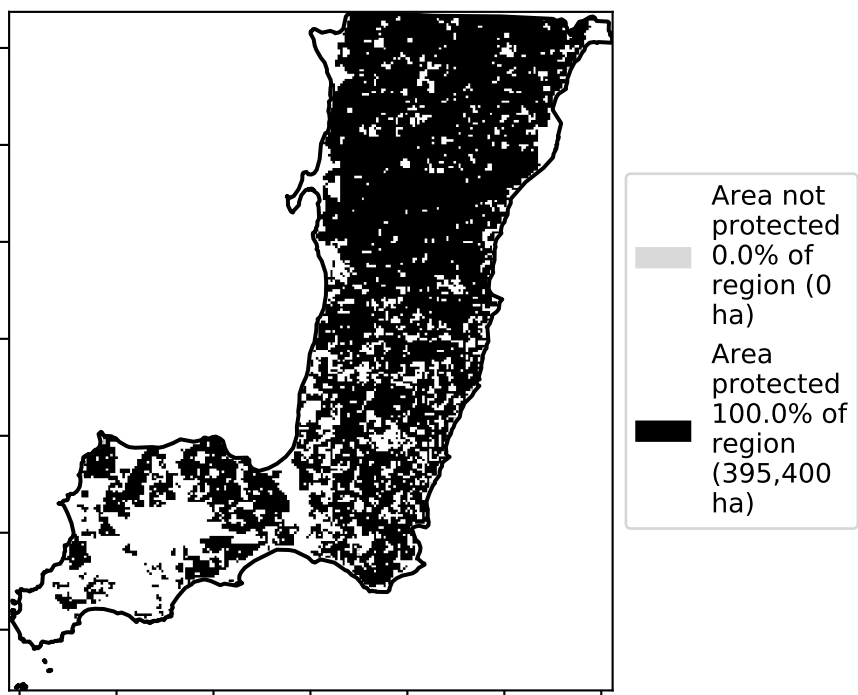 Area not
protected
0.0% of
region (0
ha)
Area
protected
100.0% of
region
(395,400
ha)